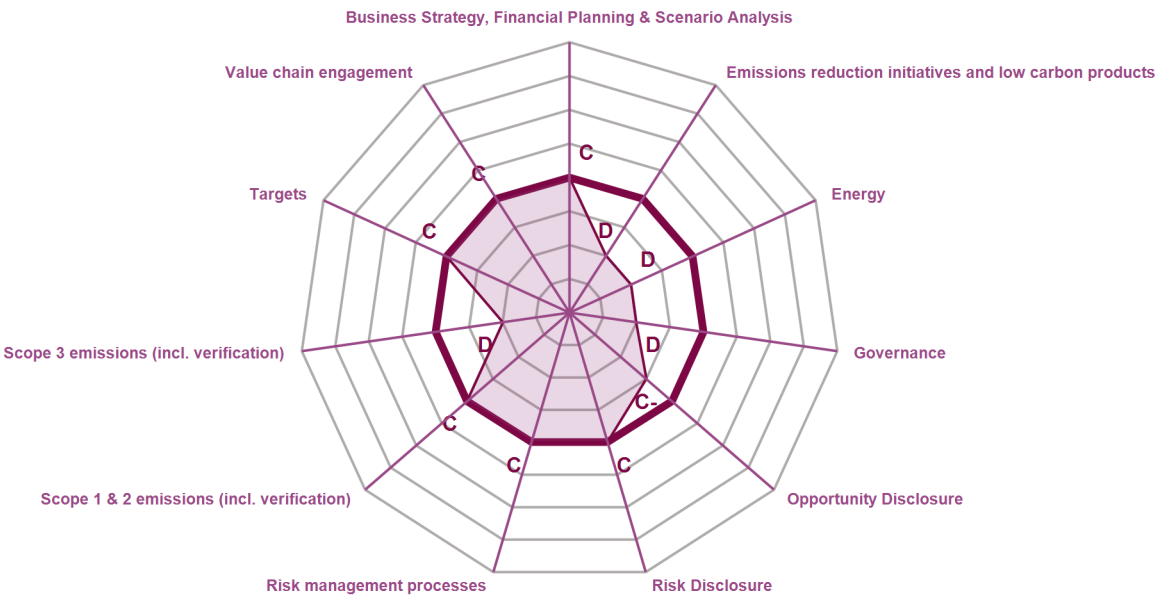 Business Strategy, Financial Planning & Scenario Analysis
Value chain engagement
Emissions reduction initiatives and low carbon products
C
C
Targets
Energy
C
D
D
Scope 3 emissions (incl. verification)
D
D
Governance
C-
C
Scope 1 & 2 emissions (incl. verification)
C
C
Opportunity Disclosure
Risk management processes
Risk Disclosure